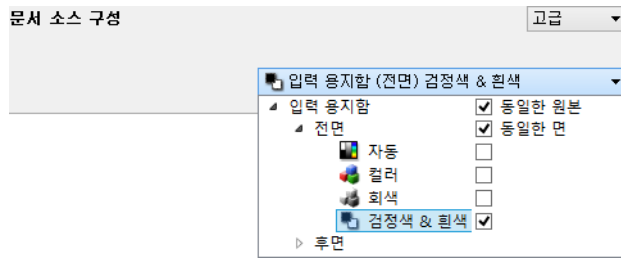 문서 소스 구성
고급
입력 용지함 (전면) 검정색 & 흰색
입력 용지함 동일한 원본
전면 동일한 면
자동
컬러
회색
검정색 & 흰색
후면